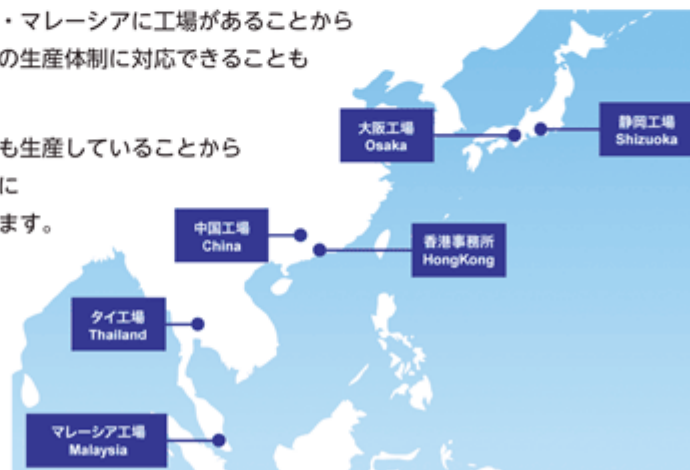 ・マレーシアに工場があることから
の生産体制に対応できることも
も生産していることから
に
ます。
大阪工場
Osaka
静岡工場
Shizuoka
中国工場
China
香港事務所
HongKong
タイ工場
Thailand
マレーシア工場
Malaysia